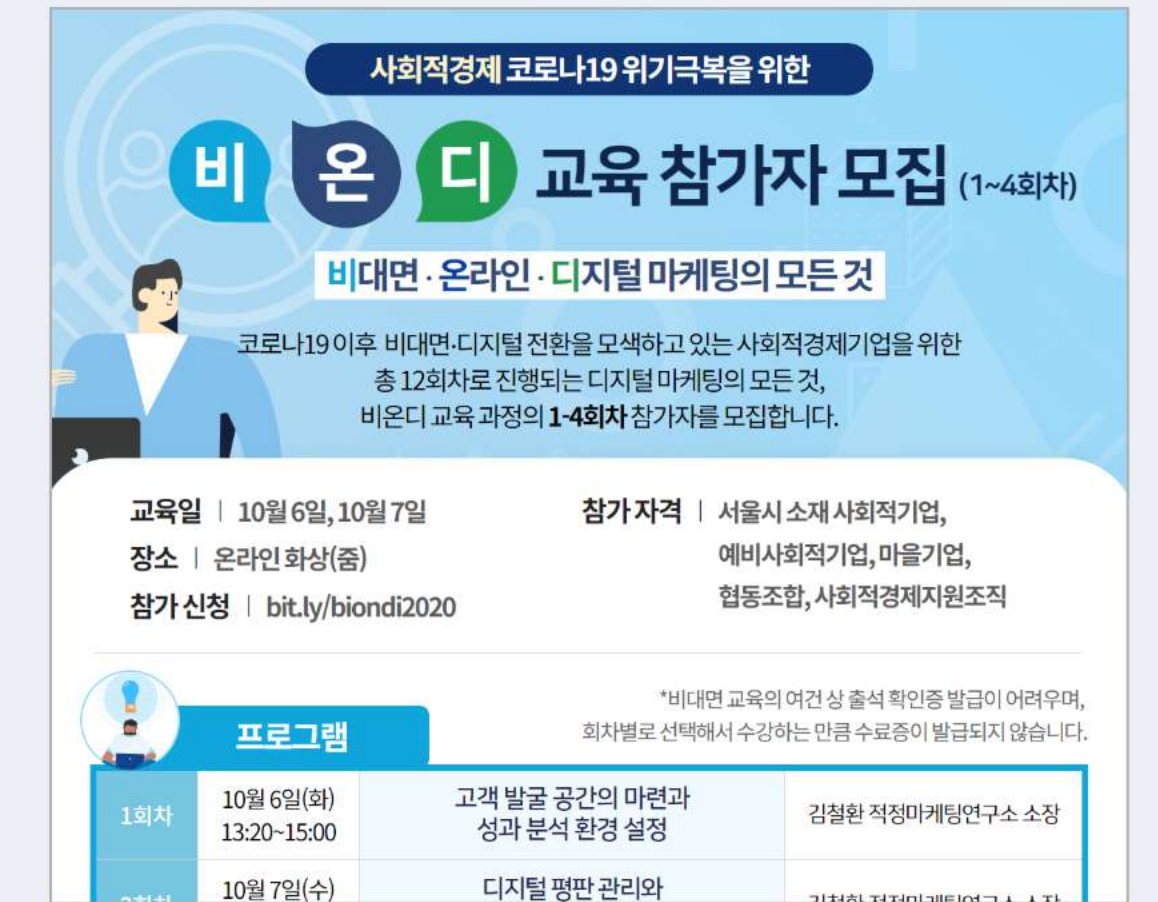 사회적경제 코로나19 위기극복을 위한
비 온 디 교육 참가자 모집 (1~4회차)
비대면 · 온라인 · 디지털 마케팅의 모든 것
코로나19 이후 비대면·디지털 전환을 모색하고 있는 사회적경제기업을 위한
총 12회차로 진행되는 디지털 마케팅의 모든 것,
비온디 교육 과정의 1-4회차 참가자를 모집합니다.
교육일 | 10월 6일, 10월 7일
장소 | 온라인 화상(줌)
참가 신청 | bit.ly/biondi2020
참가 자격 | 서울시 소재 사회적기업,
예비사회적기업, 마을기업,
협동조합, 사회적경제지원조직
*비대면 교육의 여건 상 출석 확인증 발급이 어려우며,
회차별로 선택해서 수강하는 만큼 수료증이 발급되지 않습니다.
프로그램
1회차
10월 6일(화)
13:20~15:00
고객 발굴 공간의 마련과
성과 분석 환경 설정
김철환 적정마케팅연구소 소장
10월 7일(수)
디지털 평판 관리와